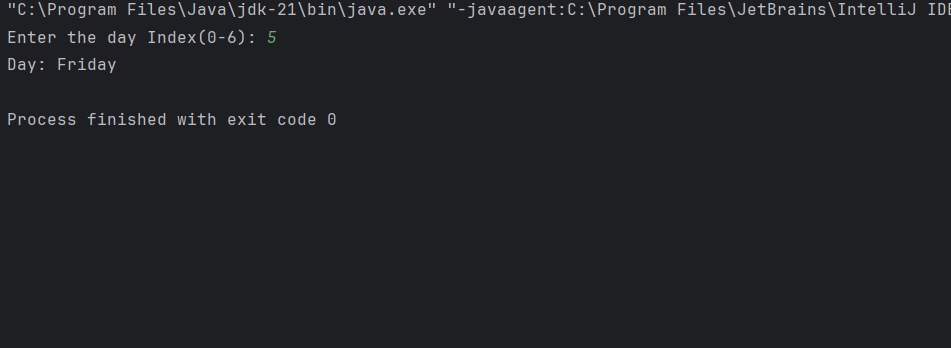 "C:\Program Files\Java\jdk-21\bin\java.exe" "-javaagent:C:\Program Files\JetBrains\IntelliJ IDE
Enter the day Index(0-6): 5
Day: Friday
Process finished with exit code 0